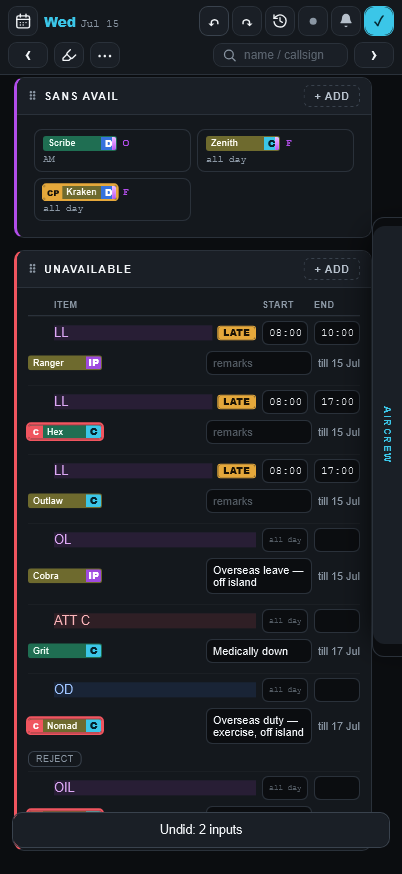 Wed Jul 15
name / callsign
SANS AVAIL
+ ADD
Scribe D O
AM
Zenith C F
all day
CP Kraken D F
all day
UNAVAILABLE
+ ADD
ITEM START END
LL LATE 08:00 10:00
Ranger IP remarks till 15 Jul
LL LATE 08:00 17:00
C Hex C remarks till 15 Jul
LL LATE 08:00 17:00
Outlaw C remarks till 15 Jul
OL all day
Cobra IP Overseas leave —
off island
till 15 Jul
ATT C all day
Grit C Medically down till 17 Jul
OD all day
C Nomad C Overseas duty —
exercise, off island
till 17 Jul
REJECT
OIL all day
Undid: 2 inputs
AIRCREW